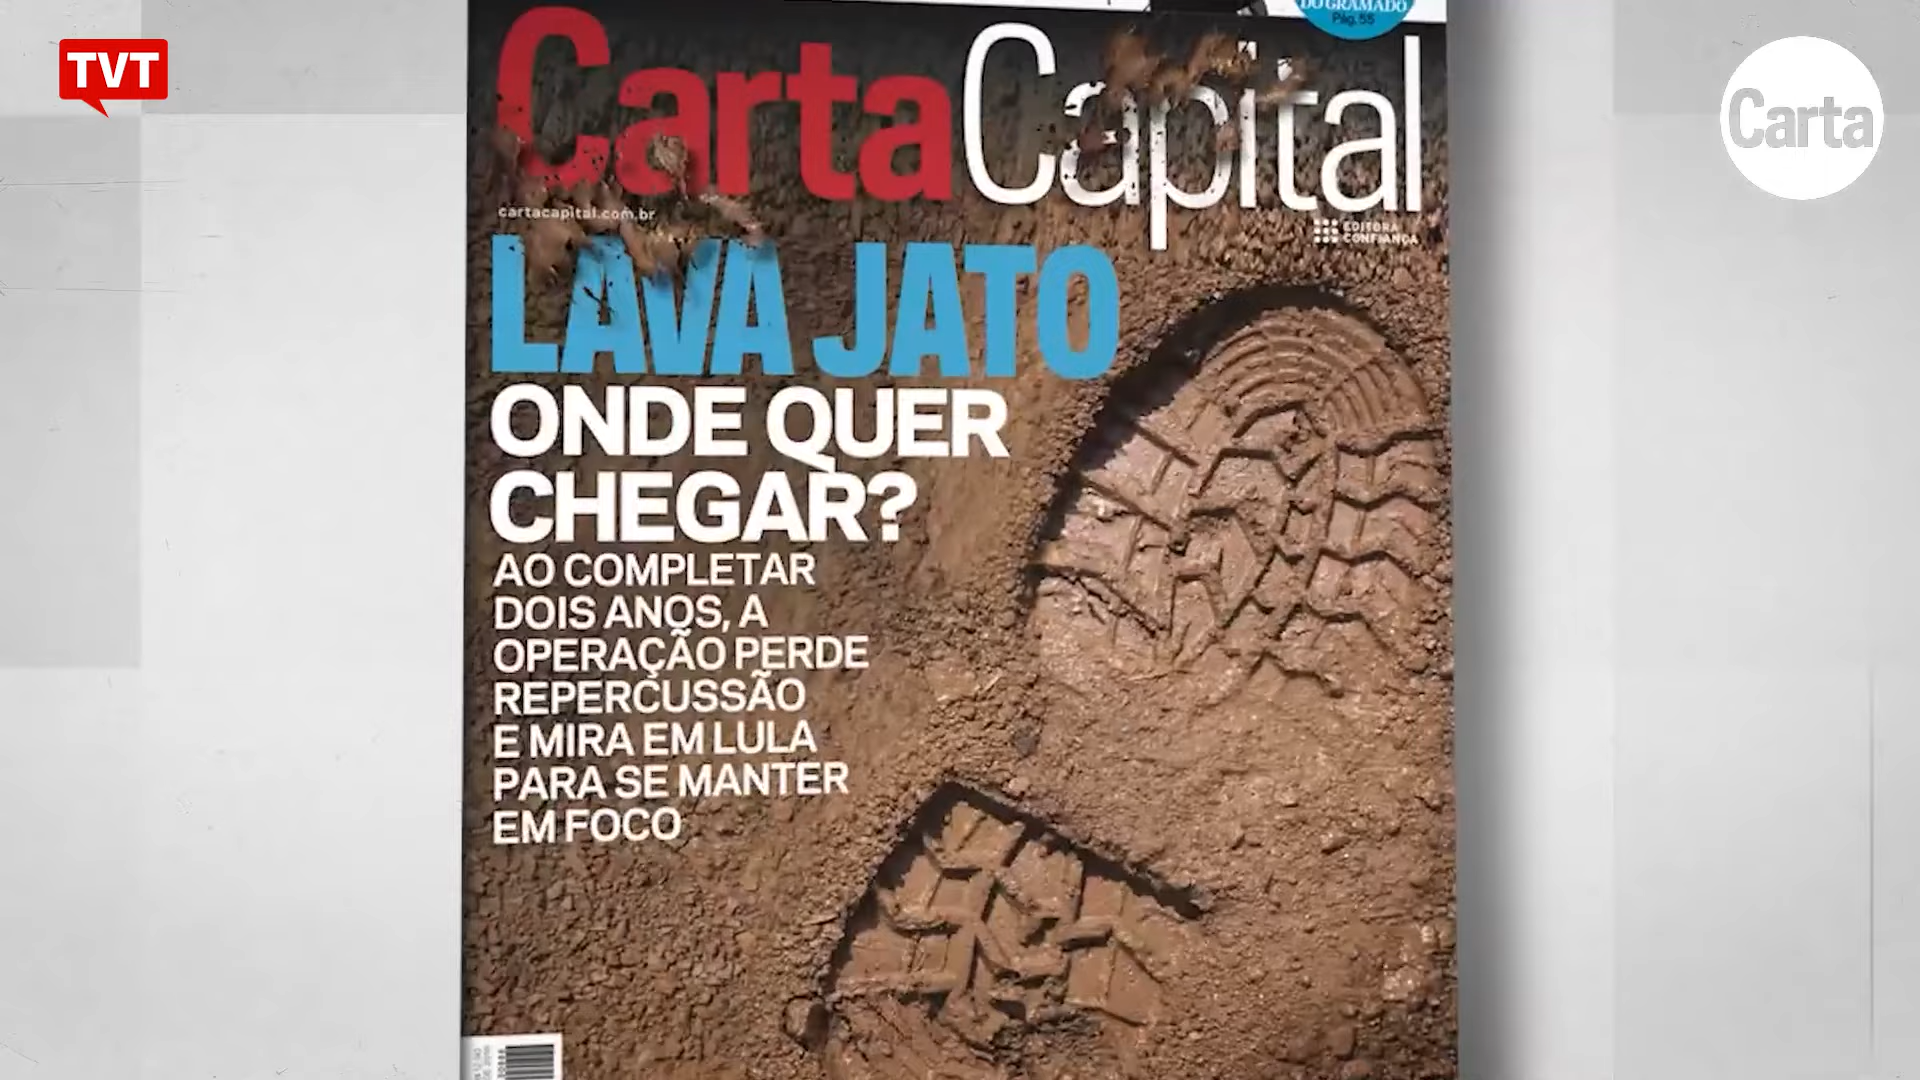 TVT
DO GRAMADO
Pág. 55
CartaCapital
Carta
cartacapital.com.br
EDITORA
CONFIANÇA
LAVA JATO
ONDE QUER
CHEGAR?
AO COMPLETAR
DOIS ANOS, A
OPERAÇÃO PERDE
REPERCUSSÃO
E MIRA EM LULA
PARA SE MANTER
EM FOCO